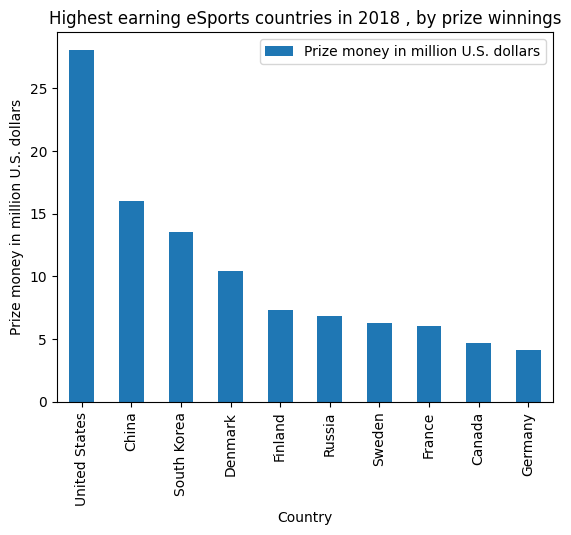 Highest earning eSports countries in 2018 , by prize winnings
Prize money in million U.S. dollars
Prize money in million U.S. dollars
25
20
15
10
5
0
United States
China
South Korea
Denmark
Finland
Russia
Sweden
France
Canada
Germany
Country